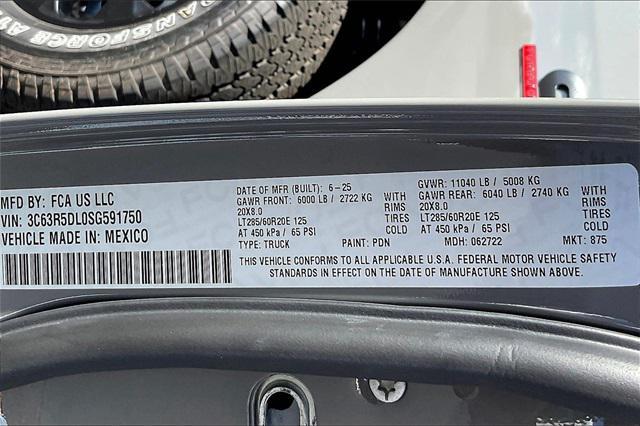 TRANSFORCE AT
MFD BY: FCA US LLC
VIN: 3C63R5DL0SG591750
VEHICLE MADE IN: MEXICO
DATE OF MFR (BUILT): 6-25
GAWR FRONT: 6000 LB / 2722 KG WITH
20X8.0 RIMS
LT285/60R20E 125 TIRES
AT 450 kPa / 65 PSI COLD
TYPE: TRUCK PAINT: PDN
GVWR: 11040 LB / 5008 KG
GAWR REAR: 6040 LB / 2740 KG WITH
20X8.0 RIMS
LT285/60R20E 125 TIRES
AT 450 kPa / 65 PSI COLD
MDH: 062722 MKT: 875
THIS VEHICLE CONFORMS TO ALL APPLICABLE U.S.A. FEDERAL MOTOR VEHICLE SAFETY
STANDARDS IN EFFECT ON THE DATE OF MANUFACTURE SHOWN ABOVE.